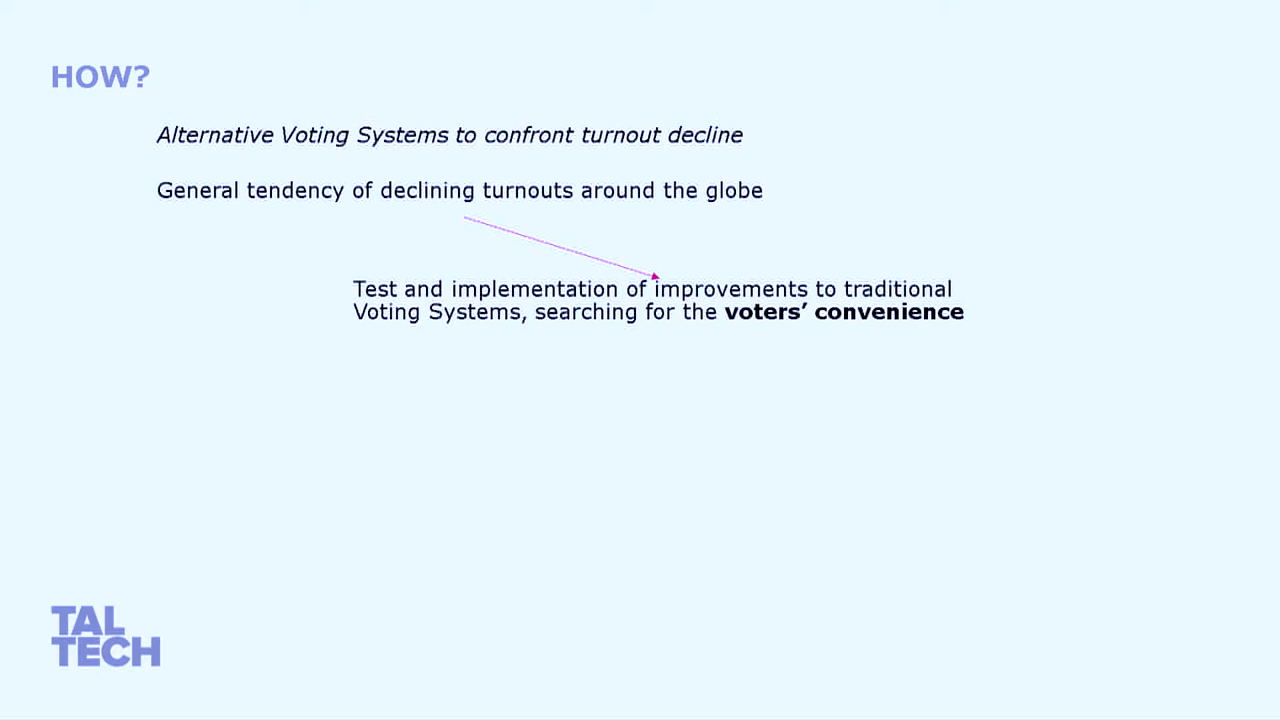 HOW?
Alternative Voting Systems to confront turnout decline
General tendency of declining turnouts around the globe
Test and implementation of improvements to traditional
Voting Systems, searching for the voters’ convenience
TAL
TECH